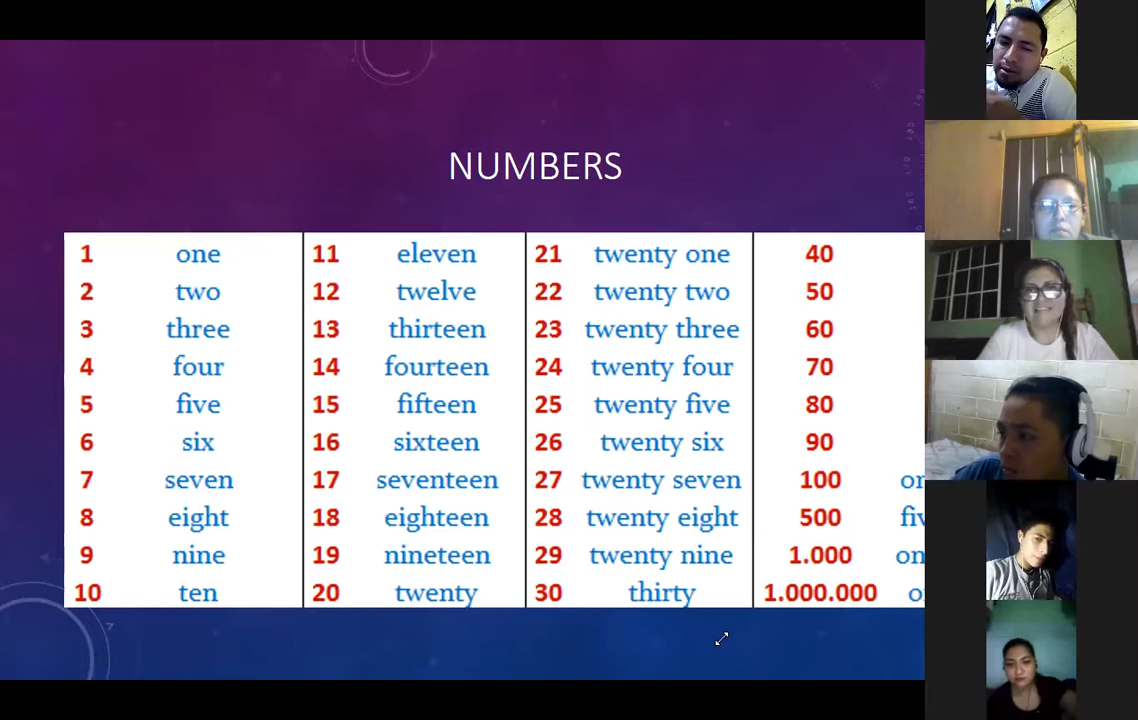 NUMBERS
1 one 11 eleven 21 twenty one 40
2 two 12 twelve 22 twenty two 50
3 three 13 thirteen 23 twenty three 60
4 four 14 fourteen 24 twenty four 70
5 five 15 fifteen 25 twenty five 80
6 six 16 sixteen 26 twenty six 90
7 seven 17 seventeen 27 twenty seven 100
8 eight 18 eighteen 28 twenty eight 500
9 nine 19 nineteen 29 twenty nine 1.000
10 ten 20 twenty 30 thirty 1.000.000